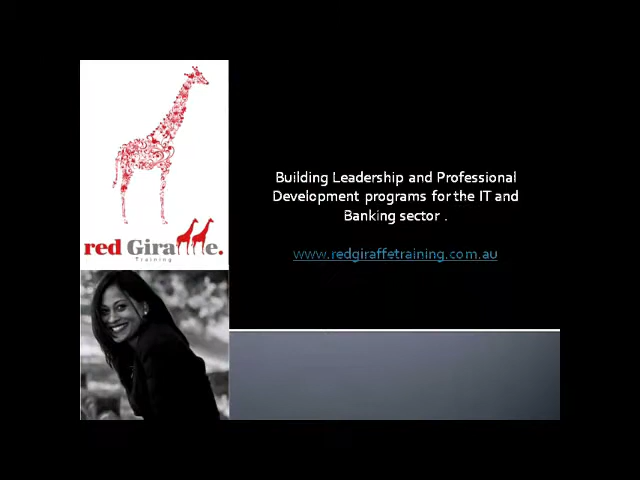 red Giraffe.
Training
Building Leadership and Professional
Development programs for the IT and
Banking sector .
www.redgiraffetraining.com.au